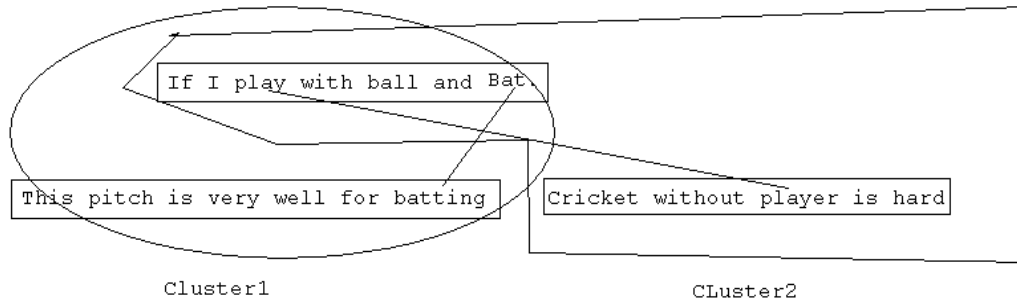 If I play with ball and Bat.
This pitch is very well for batting
Cricket without player is hard
Cluster1
CLuster2